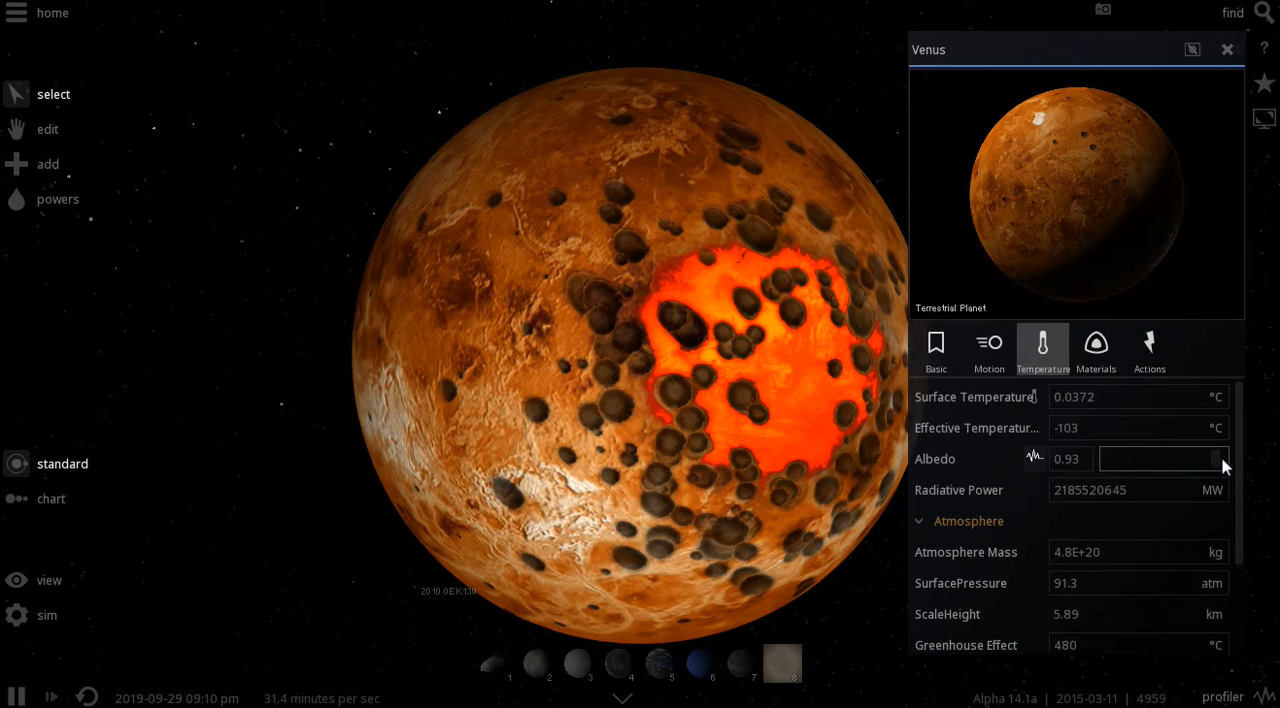 home
find
Venus
?
select
edit
add
powers
Terrestrial Planet
Basic
Motion
Temperature
Materials
Actions
Surface Temperature 0.0372 °C
Effective Temperatur... -103 °C
Albedo 0.93
standard
Radiative Power 2185520645 MW
chart
Atmosphere
Atmosphere Mass 4.8E+20 kg
view
SurfacePressure 91.3 atm
2010 0EK139
sim
ScaleHeight 5.89 km
Greenhouse Effect 480 °C
1 2 3 4 5 6 7 8
2019-09-29 09:10 pm 31.4 minutes per sec
Alpha 14.1a | 2015-03-11 | 4959
profiler